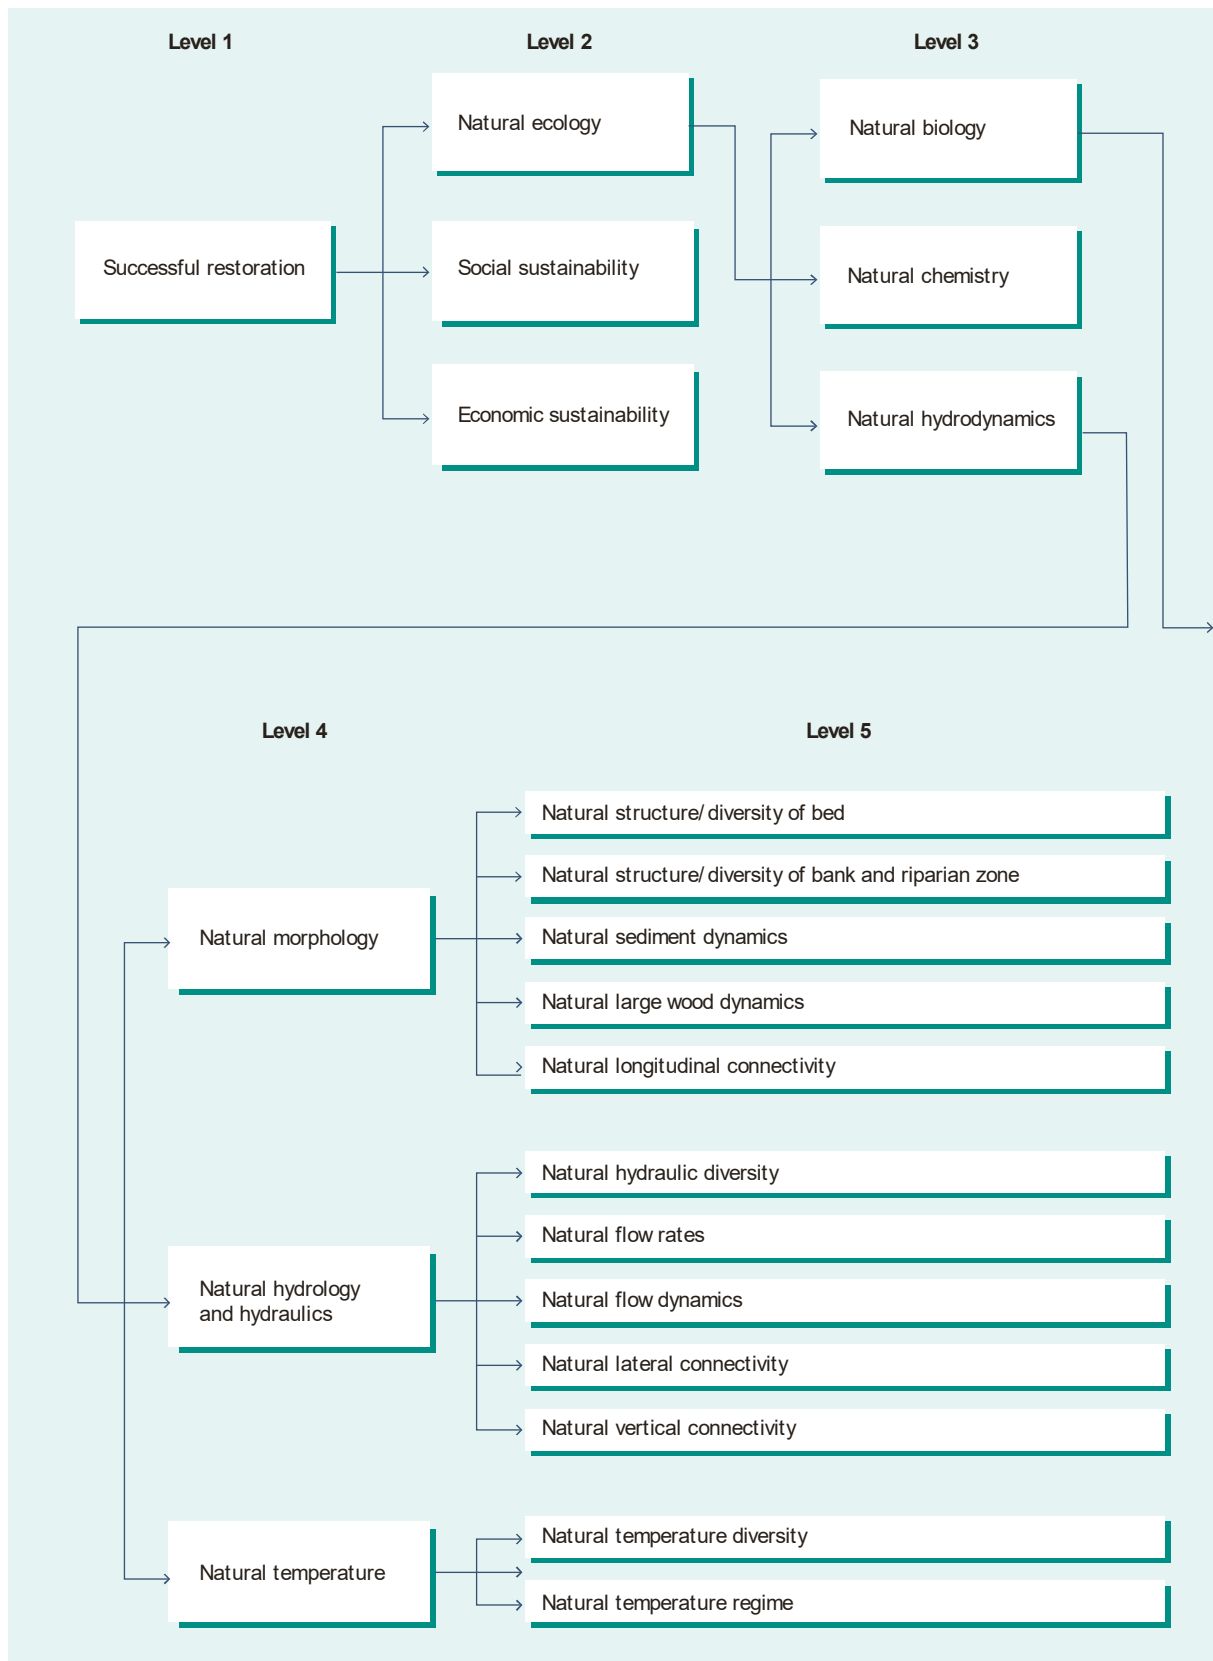 Level 1
Level 2
Level 3
Natural ecology
Natural biology
Successful restoration
Social sustainability
Natural chemistry
Economic sustainability
Natural hydrodynamics
Level 4
Level 5
Natural structure/ diversity of bed
Natural structure/ diversity of bank and riparian zone
Natural morphology
Natural sediment dynamics
Natural large wood dynamics
Natural longitudinal connectivity
Natural hydraulic diversity
Natural flow rates
Natural hydrology
and hydraulics
Natural flow dynamics
Natural lateral connectivity
Natural vertical connectivity
Natural temperature diversity
Natural temperature
Natural temperature regime